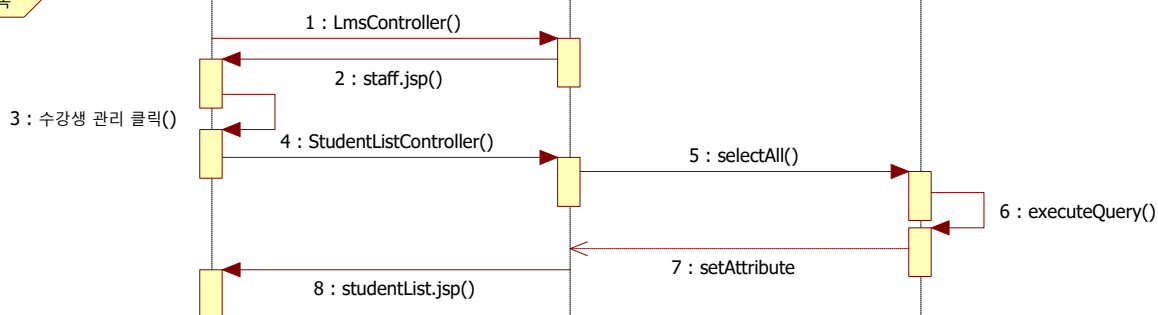 1 : LmsController()
2 : staff.jsp()
3 : 수강생 관리 클릭()
4 : StudentListController()
5 : selectAll()
6 : executeQuery()
7 : setAttribute
8 : studentList.jsp()